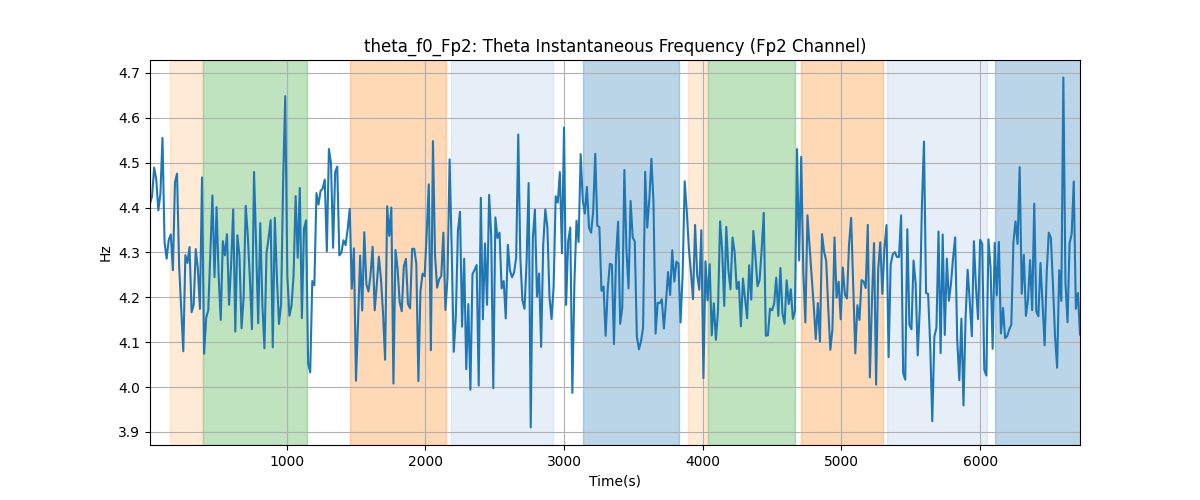 theta_f0_Fp2: Theta Instantaneous Frequency (Fp2 Channel)
Hz
4.7
4.6
4.5
4.4
4.3
4.2
4.1
4.0
3.9
1000 2000 3000 4000 5000 6000
Time(s)